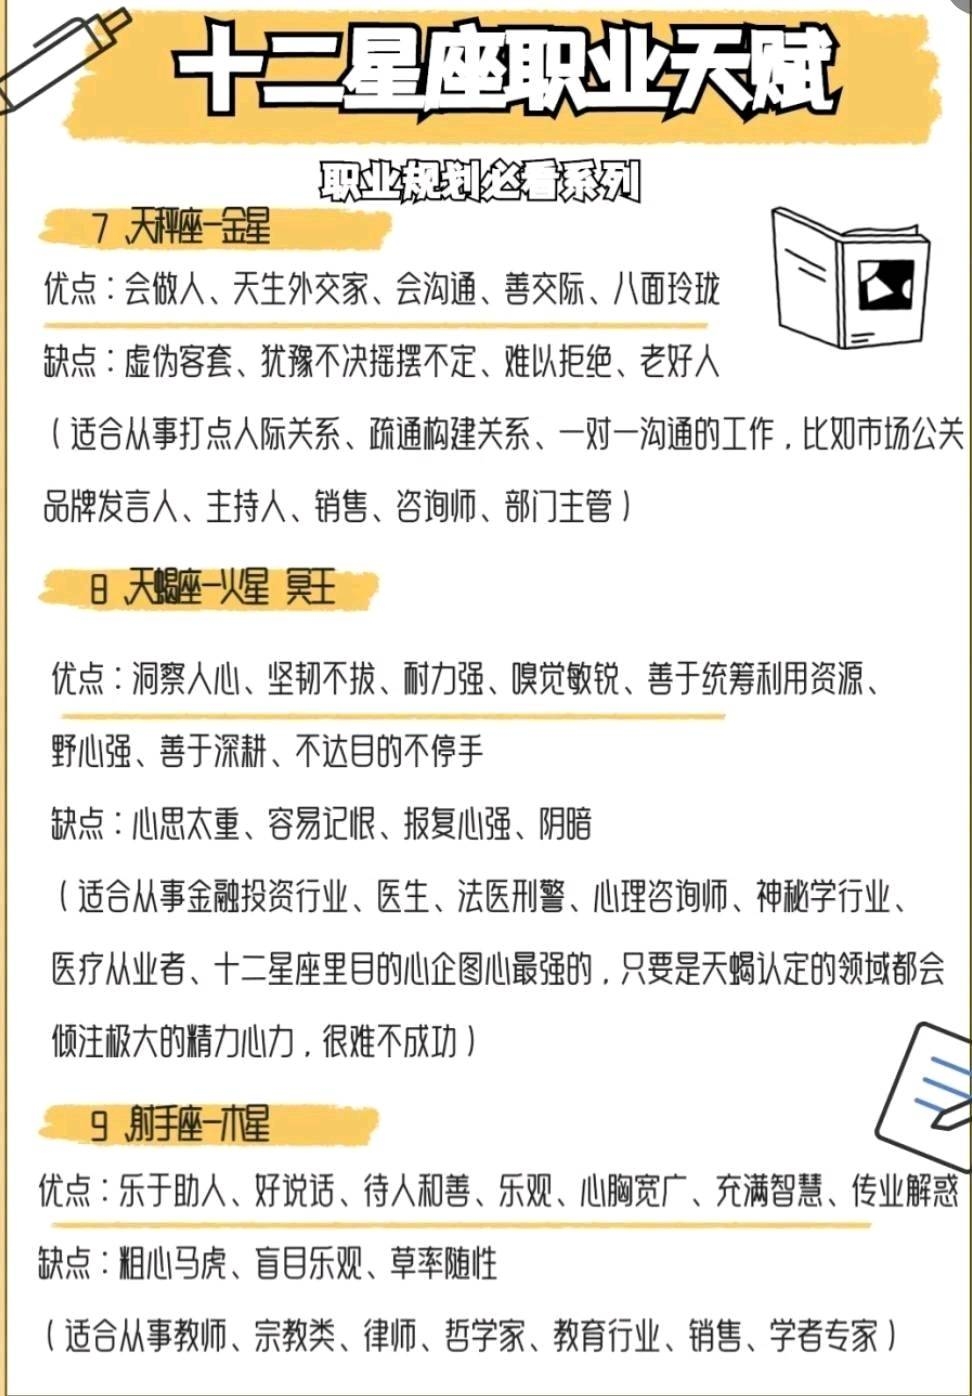 十二星座职业天赋
职业规划必看系列
7、天秤座—金星
优点：会做人、天生外交家、会沟通、善交际、八面玲珑
缺点：虚伪客套、犹豫不决摇摆不定、难以拒绝、老好人
（适合从事打点人际关系、疏通构建关系、一对一沟通的工作，比如市场公关
品牌发言人、主持人、销售、咨询师、部门主管）
8、天蝎座—火星 冥王
优点：洞察人心、坚韧不拔、耐力强、嗅觉敏锐、善于统筹利用资源、
野心强、善于深耕、不达目的不停手
缺点：心思太重、容易记恨、报复心强、阴暗
（适合从事金融投资行业、医生、法医刑警、心理咨询师、神秘学行业、
医疗从业者、十二星座里目的心企图心最强的，只要是天蝎认定的领域都会
倾注极大的精力心力，很难不成功）
9、射手座—木星
优点：乐于助人、好说话、待人和善、乐观、心胸宽广、充满智慧、传业解惑
缺点：粗心马虎、盲目乐观、草率随性
（适合从事教师、宗教类、律师、哲学家、教育行业、销售、学者专家）